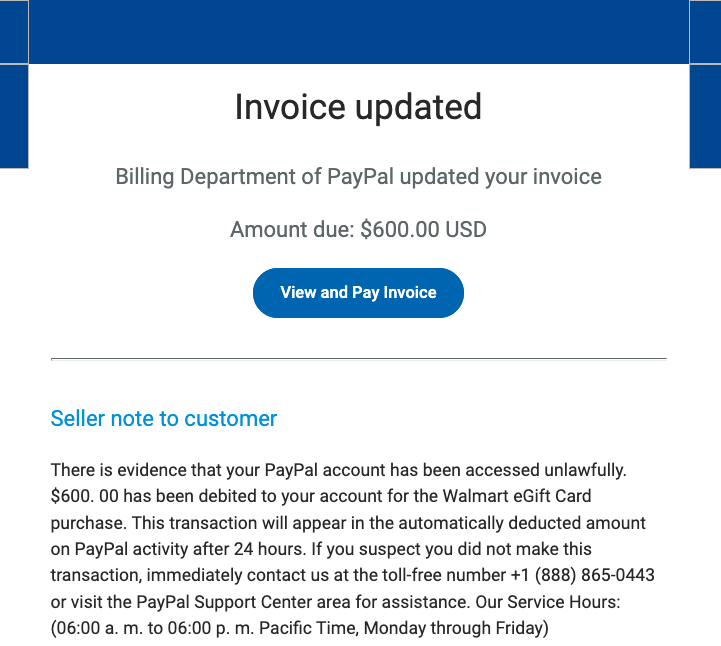 Invoice updated
Billing Department of PayPal updated your invoice
Amount due: $600.00 USD
View and Pay Invoice
Seller note to customer
There is evidence that your PayPal account has been accessed unlawfully.
$600. 00 has been debited to your account for the Walmart eGift Card
purchase. This transaction will appear in the automatically deducted amount
on PayPal activity after 24 hours. If you suspect you did not make this
transaction, immediately contact us at the toll-free number +1 (888) 865-0443
or visit the PayPal Support Center area for assistance. Our Service Hours:
(06:00 a. m. to 06:00 p. m. Pacific Time, Monday through Friday)